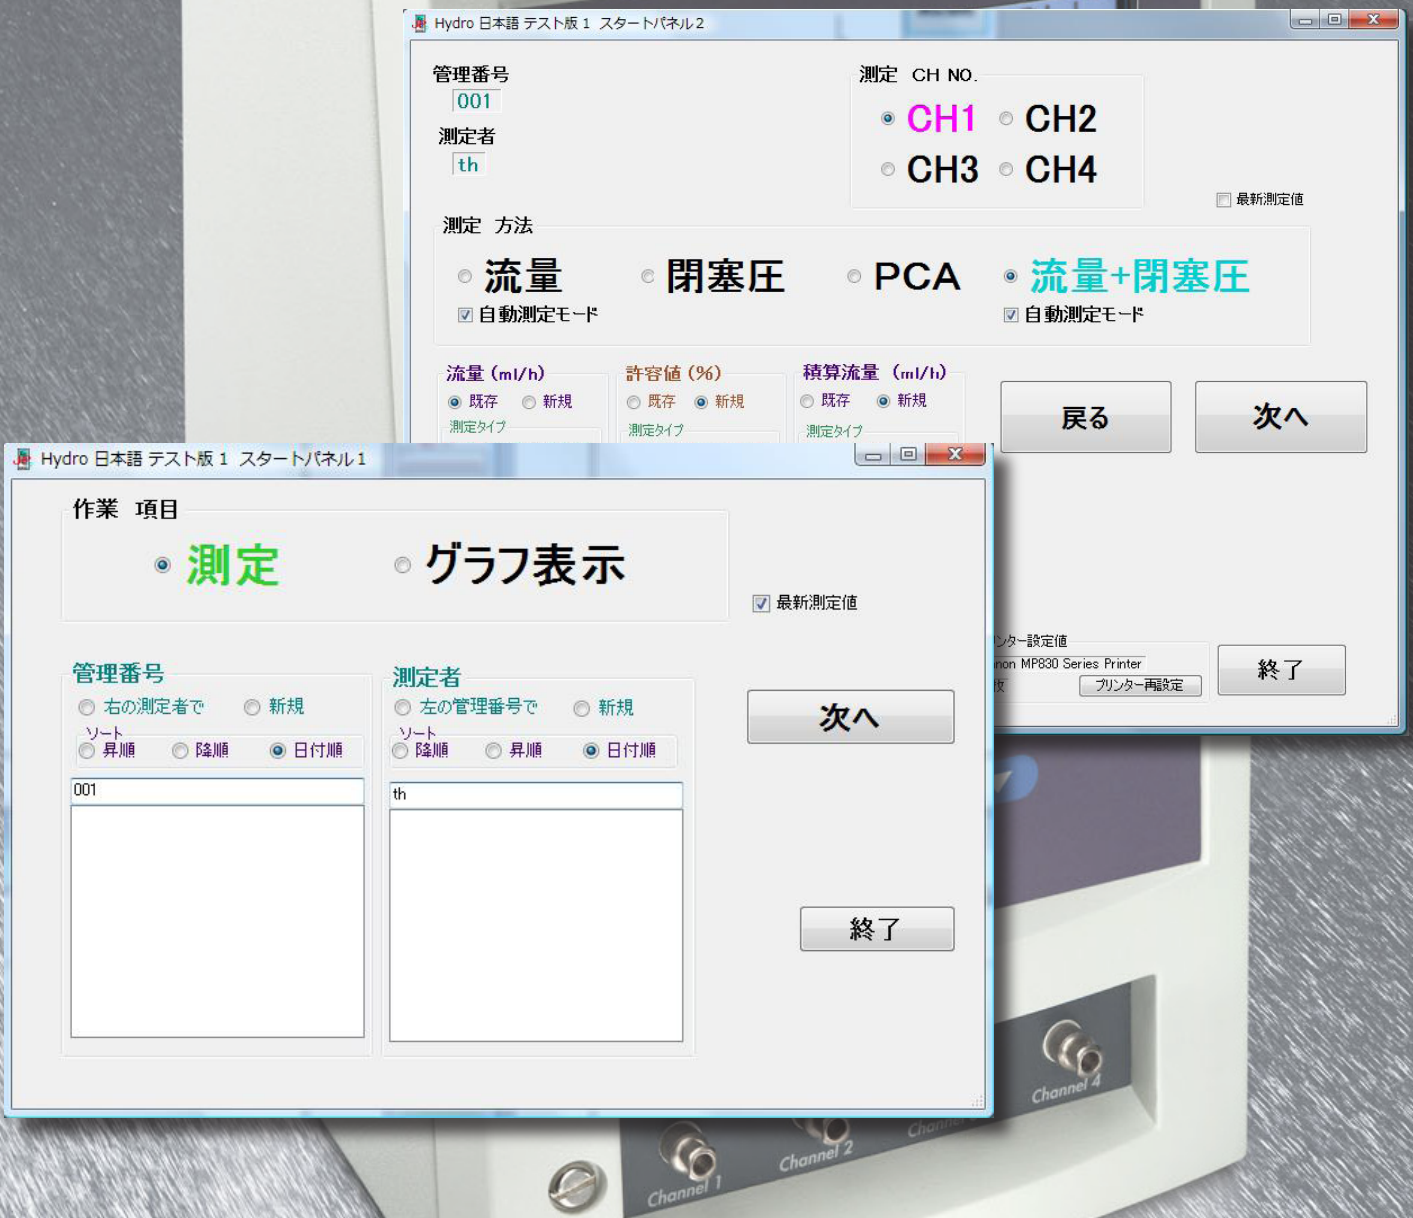 Hydro 日本語 テスト版 1 スタートパネル2
管理番号
001
測定者
th
測定 CH NO.
CH1 CH2
CH3 CH4
最新測定値
測定 方法
流量 閉塞圧 PCA 流量+閉塞圧
自動測定モード 自動測定モード
流量 (ml/h) 許容値 (%) 積算流量 (ml/h)
既存 新規 既存 新規 既存 新規
測定タイプ 測定タイプ 測定タイプ
戻る 次へ
ンター設定値
non MP830 Series Printer
枚 プリンター再設定
終了
Hydro 日本語 テスト版 1 スタートパネル1
作業 項目
測定 グラフ表示
最新測定値
管理番号
右の測定者で 新規
ソート
昇順 降順 日付順
001
測定者
左の管理番号で 新規
ソート
降順 昇順 日付順
th
次へ
終了
Channel 1
Channel 2
Channel
Channel 4